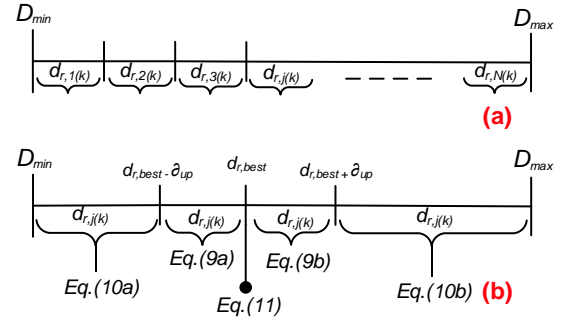 D_min D_max
d_r,1(k) d_r,2(k) d_r,3(k) d_r,j(k) d_r,N(k)
(a)
D_min d_r,best-∂_up d_r,best d_r,best+∂_up D_max
d_r,j(k) d_r,j(k) d_r,j(k) d_r,j(k)
Eq.(9a) Eq.(9b)
Eq.(10a) Eq.(11) Eq.(10b) (b)